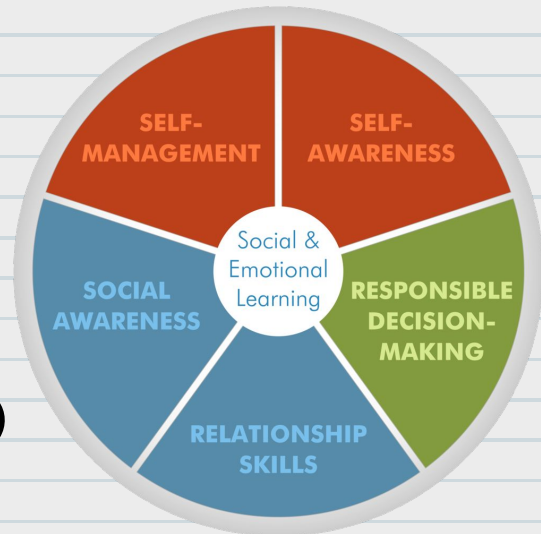 SELF-
MANAGEMENT
SELF-
AWARENESS
Social &
Emotional
Learning
SOCIAL
AWARENESS
RESPONSIBLE
DECISION-
MAKING
RELATIONSHIP
SKILLS
)